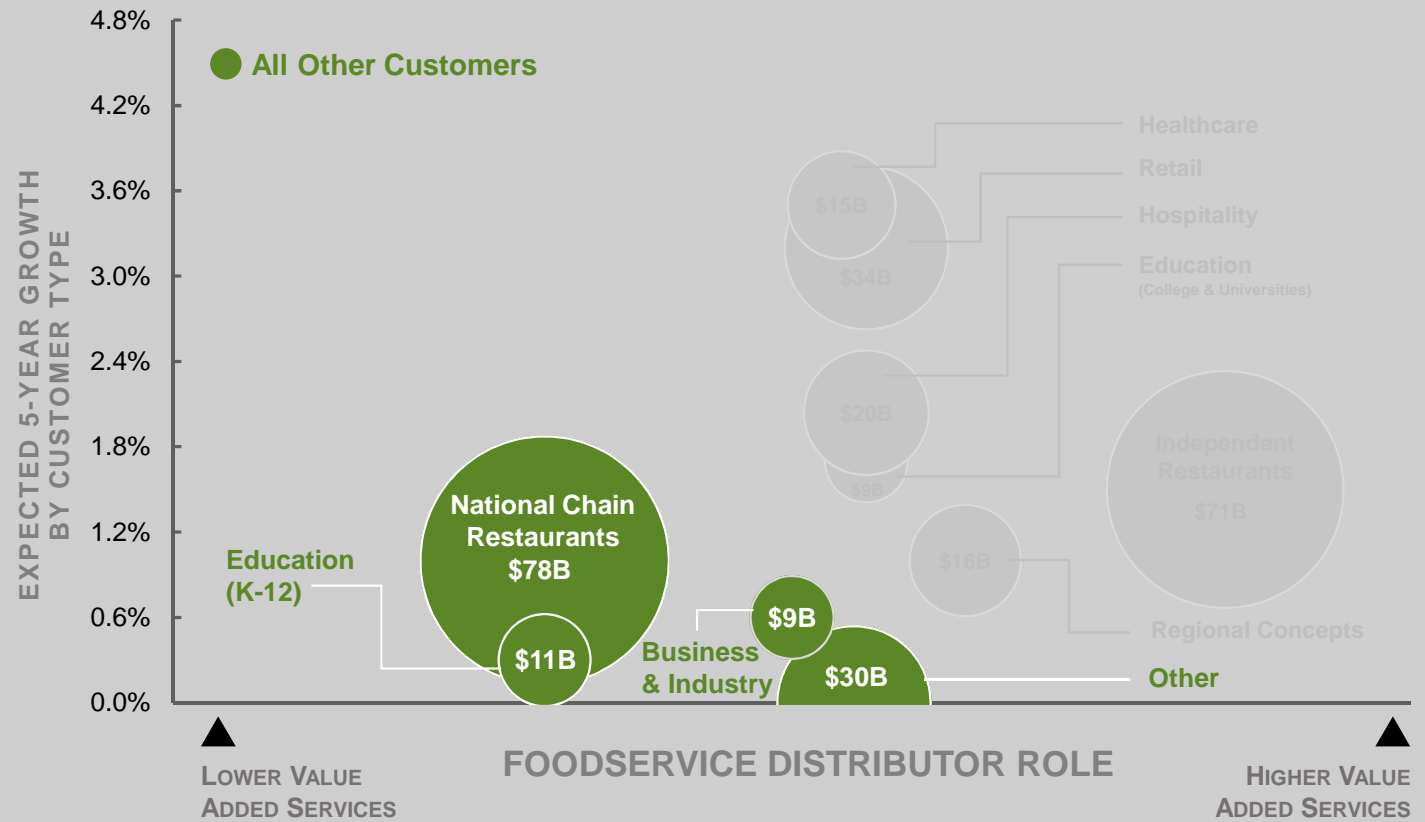 4.8%
All Other Customers
4.2%
Healthcare
Retail
3.6%
$15B
Hospitality
Education
(College & Universities)
3.0%
$34B
EXPECTED 5-YEAR GROWTH
BY CUSTOMER TYPE
2.4%
$20B
1.8%
Independent
Restaurants
$71B
$9B
National Chain
Restaurants
$78B
1.2%
Education
(K-12)
$16B
0.6%
$9B
Regional Concepts
$11B
Business
& Industry
$30B
Other
0.0%
FOODSERVICE DISTRIBUTOR ROLE
LOWER VALUE
ADDED SERVICES
HIGHER VALUE
ADDED SERVICES